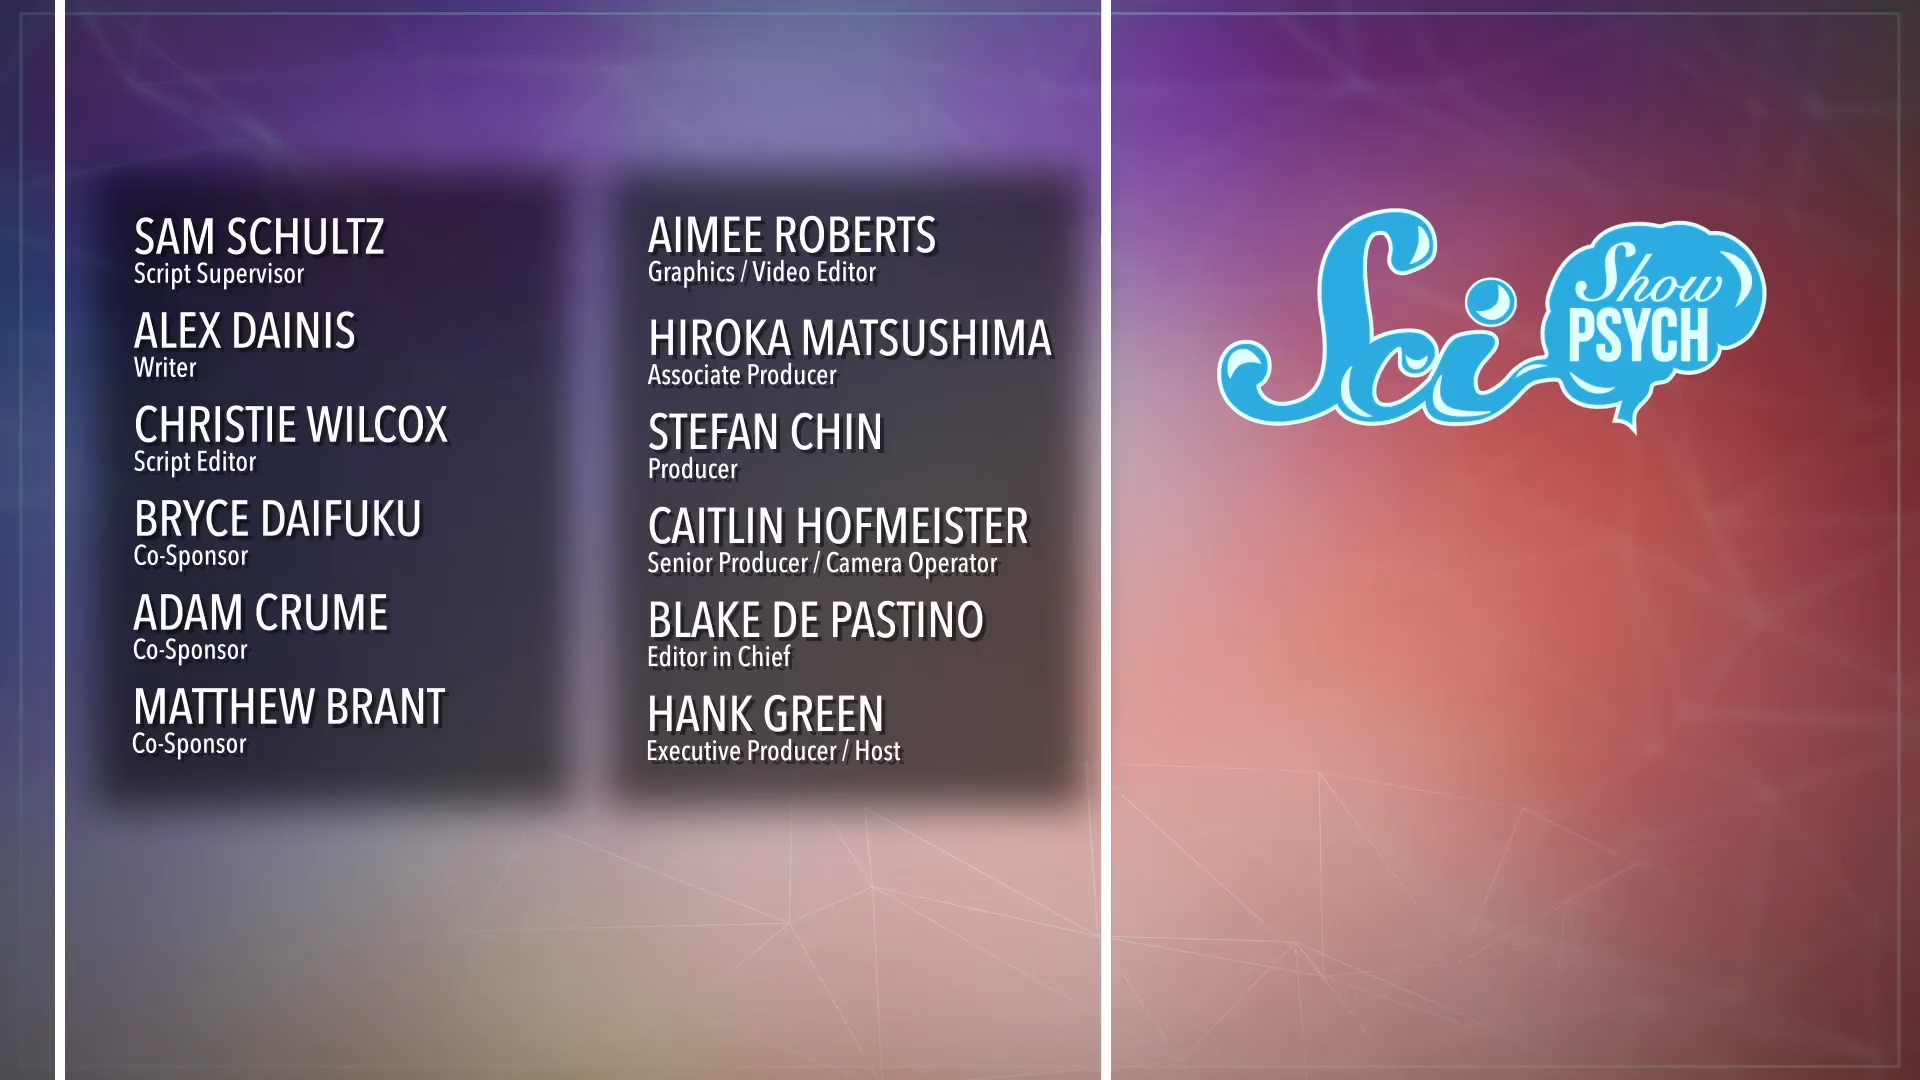 SAM SCHULTZ
Script Supervisor
ALEX DAINIS
Writer
CHRISTIE WILCOX
Script Editor
BRYCE DAIFUKU
Co-Sponsor
ADAM CRUME
Co-Sponsor
MATTHEW BRANT
Co-Sponsor
AIMEE ROBERTS
Graphics / Video Editor
HIROKA MATSUSHIMA
Associate Producer
STEFAN CHIN
Producer
CAITLIN HOFMEISTER
Senior Producer / Camera Operator
BLAKE DE PASTINO
Editor in Chief
HANK GREEN
Executive Producer / Host
Sci
Show
PSYCH